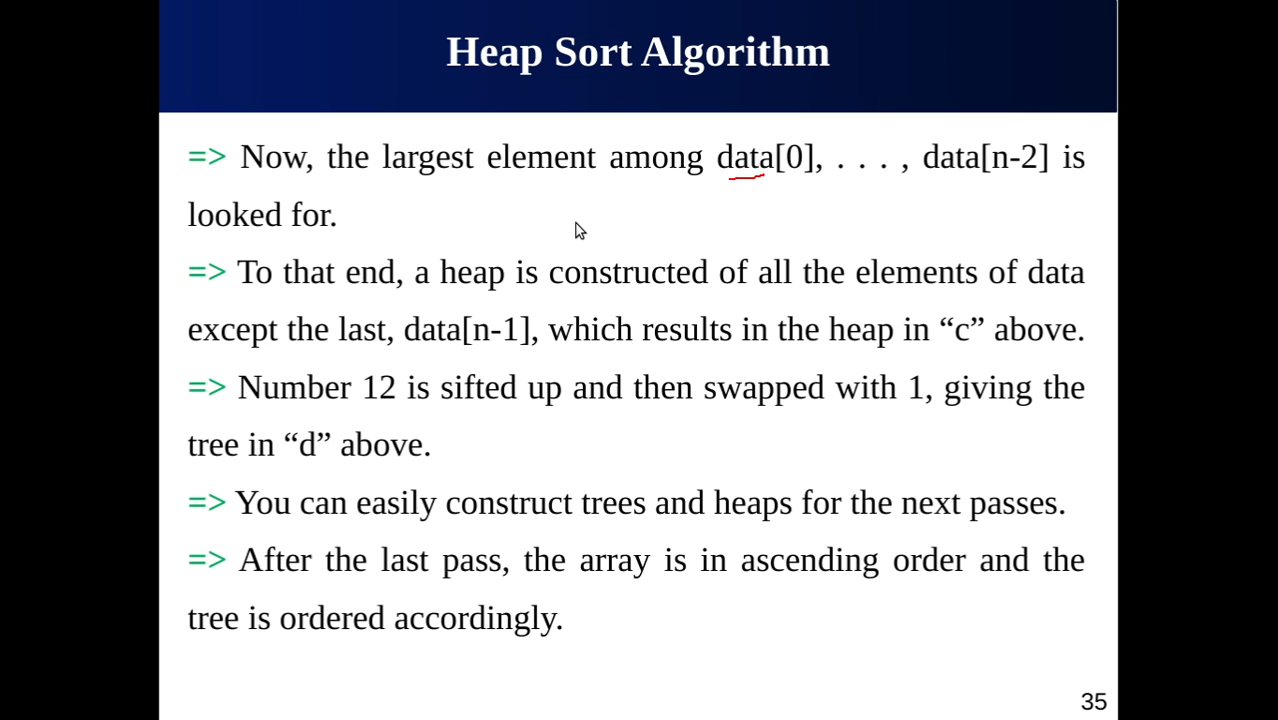 Heap Sort Algorithm
=> Now, the largest element among data[0], . . . , data[n-2] is
looked for.
=> To that end, a heap is constructed of all the elements of data
except the last, data[n-1], which results in the heap in “c” above.
=> Number 12 is sifted up and then swapped with 1, giving the
tree in “d” above.
=> You can easily construct trees and heaps for the next passes.
=> After the last pass, the array is in ascending order and the
tree is ordered accordingly.
35